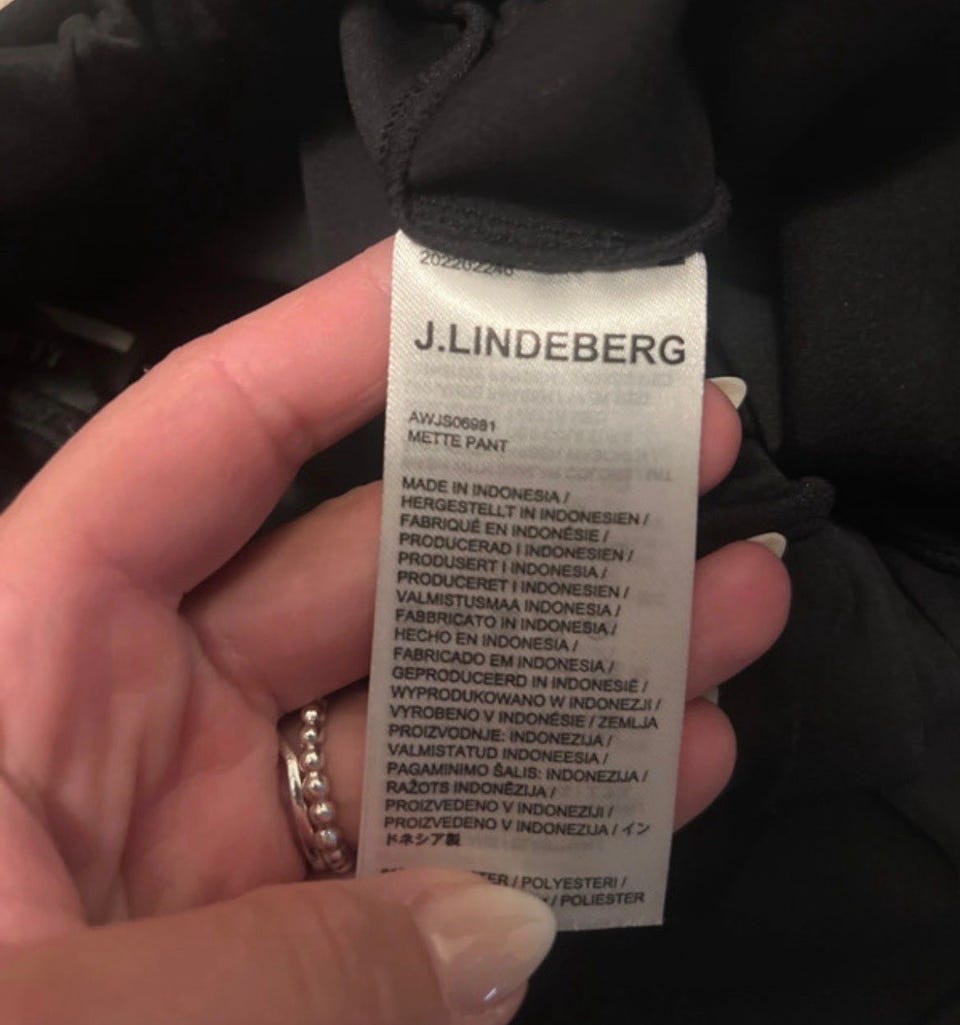 202202240
J.LINDEBERG
AWJS06981
METTE PANT
MADE IN INDONESIA /
HERGESTELLT IN INDONESIEN /
FABRIQUÉ EN INDONÉSIE /
PRODUCERAD I INDONESIEN /
PRODUSERT I INDONESIA /
PRODUCERET I INDONESIEN /
VALMISTUSMAA INDONESIA /
FABBRICATO IN INDONESIA /
HECHO EN INDONESIA /
FABRICADO EM INDONESIA /
GEPRODUCEERD IN INDONESIË /
WYPRODUKOWANO W INDONEZJI /
VYROBENO V INDONÉSIE / ZEMLJA
PROIZVODNJE: INDONEZIJA /
VALMISTATUD INDONEESIA /
PAGAMINIMO ŠALIS: INDONEZIJA /
RAŽOTS INDONĒZIJA /
PROIZVEDENO V INDONEZIJI /
PROIZVEDENO V INDONEZIJA / イン
ドネシア製
/ POLYESTERI /
/ POLIESTER